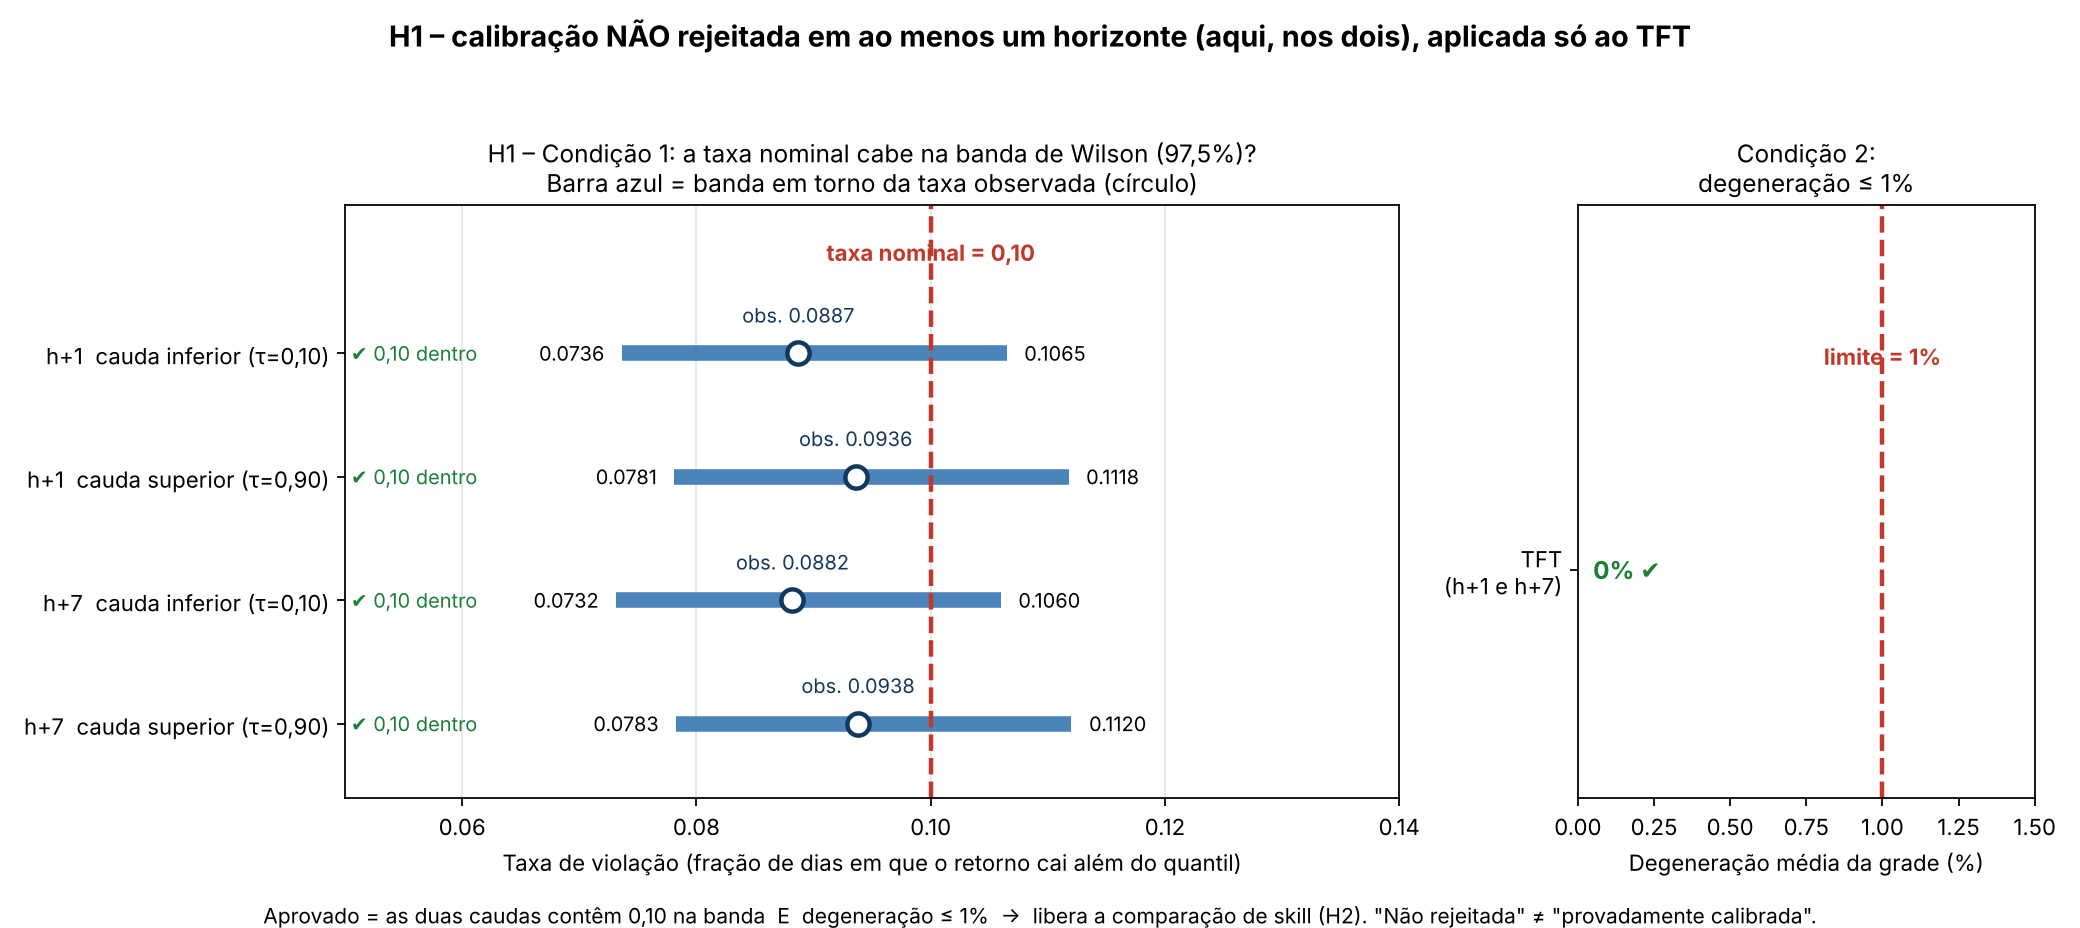 H1 – calibração NÃO rejeitada em ao menos um horizonte (aqui, nos dois), aplicada só ao TFT
H1 – Condição 1: a taxa nominal cabe na banda de Wilson (97,5%)?
Barra azul = banda em torno da taxa observada (círculo)
taxa nominal = 0,10
obs. 0.0887
h+1 cauda inferior (τ=0,10) ✔ 0,10 dentro 0.0736 0.1065
obs. 0.0936
h+1 cauda superior (τ=0,90) ✔ 0,10 dentro 0.0781 0.1118
obs. 0.0882
h+7 cauda inferior (τ=0,10) ✔ 0,10 dentro 0.0732 0.1060
obs. 0.0938
h+7 cauda superior (τ=0,90) ✔ 0,10 dentro 0.0783 0.1120
0.06 0.08 0.10 0.12 0.14
Taxa de violação (fração de dias em que o retorno cai além do quantil)
Condição 2:
degeneração ≤ 1%
limite = 1%
TFT
(h+1 e h+7)
0% ✔
0.00 0.25 0.50 0.75 1.00 1.25 1.50
Degeneração média da grade (%)
Aprovado = as duas caudas contêm 0,10 na banda E degeneração ≤ 1% → libera a comparação de skill (H2). "Não rejeitada" ≠ "provadamente calibrada".